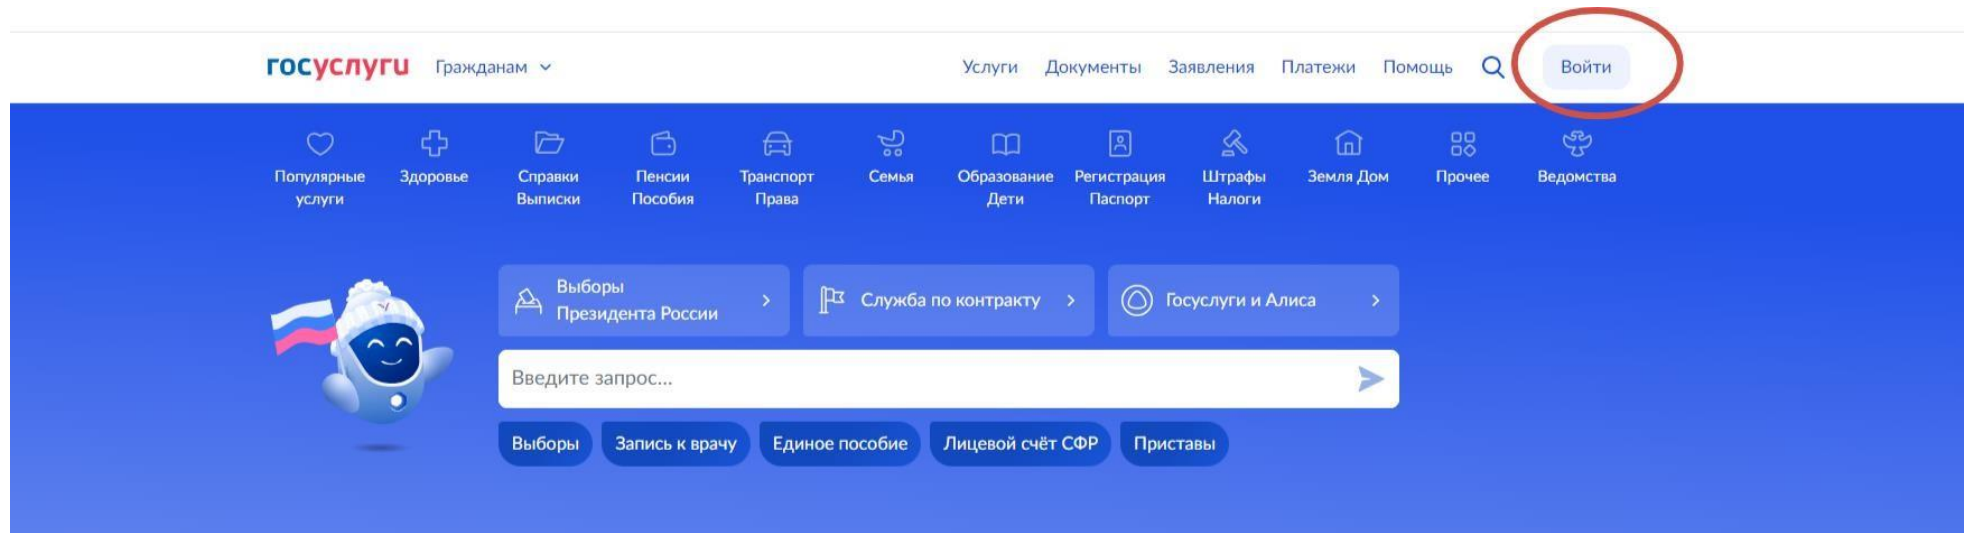 госуслуги Гражданам Услуги Документы Заявления Платежи Помощь Войти
Популярные услуги
Здоровье
Справки Выписки
Пенсии Пособия
Транспорт Права
Семья
Образование Дети
Регистрация Паспорт
Штрафы Налоги
Земля Дом
Прочее
Ведомства
Выборы
Президента России
Служба по контракту
Госуслуги и Алиса
Введите запрос...
Выборы Запись к врачу Единое пособие Лицевой счёт СФР Приставы